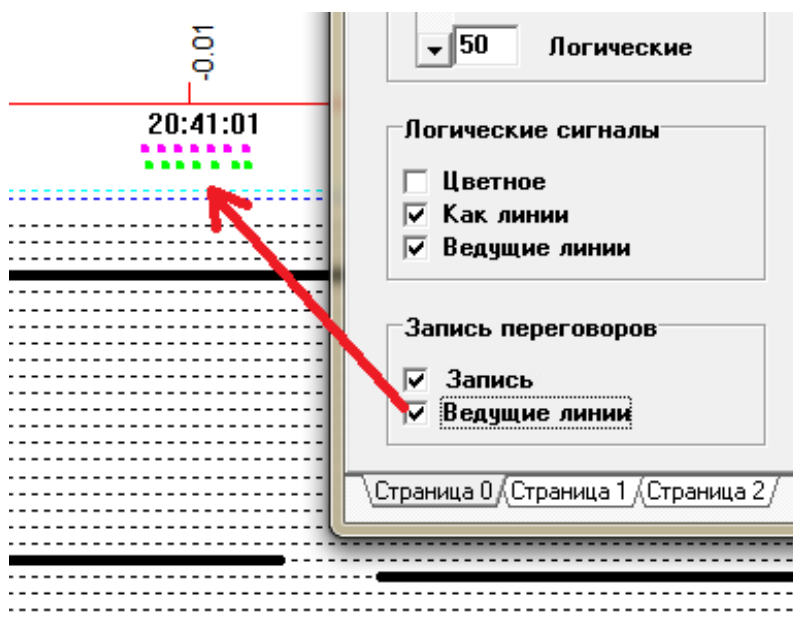 -0.01
20:41:01
50 Логические
Логические сигналы
Цветное
Как линии
Ведущие линии
Запись переговоров
Запись
Ведущие линии
Страница 0 Страница 1 Страница 2